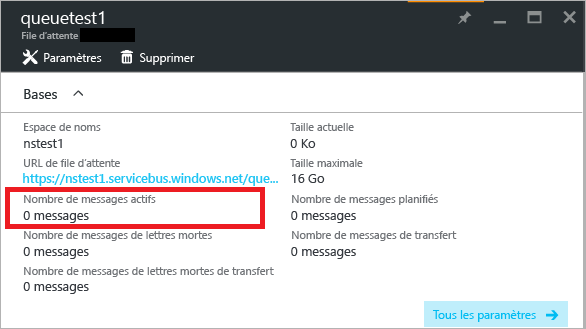 queuetest1
File d'attente
Paramètres
Supprimer
Bases
Espace de noms
nstest1
URL de file d'attente
https://nstest1.servicebus.windows.net/que...
Nombre de messages actifs
0 messages
Nombre de messages de lettres mortes
0 messages
Nombre de messages de lettres mortes de transfert
0 messages
Taille actuelle
0 Ko
Taille maximale
16 Go
Nombre de messages planifiés
0 messages
Nombre de messages de transfert
0 messages
Tous les paramètres